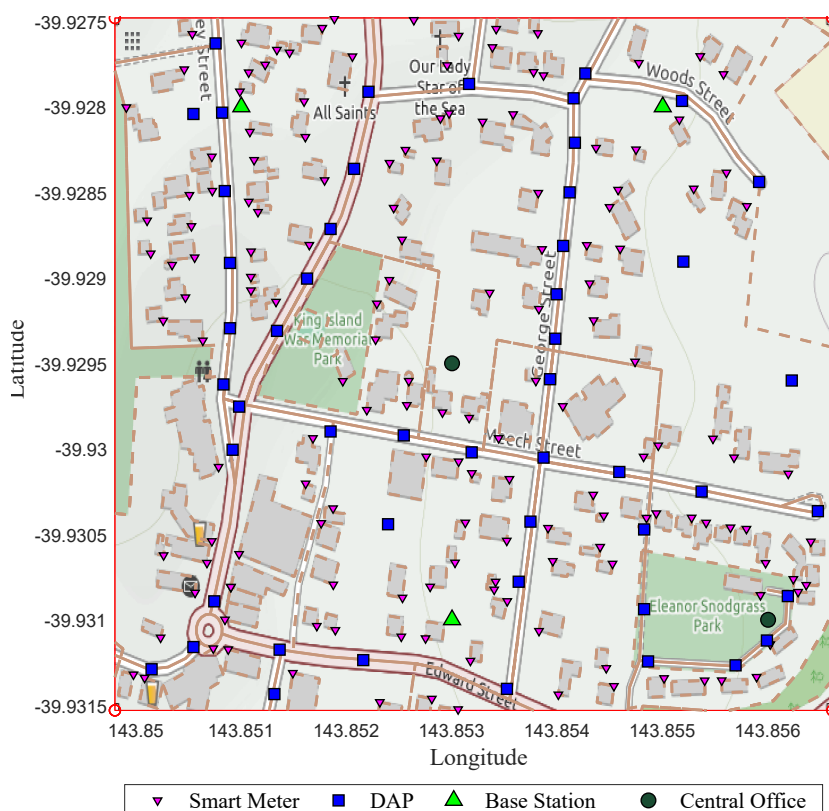 -39.9275
-39.928
-39.9285
-39.929
-39.9295
-39.93
-39.9305
-39.931
-39.9315
Latitude
ey Street
All Saints
Our Lady
Star of
the Sea
Woods Street
King Island
War Memorial
Park
George Street
Meech Street
Eleanor Snodgrass
Park
Edward Street
143.85
143.851
143.852
143.853
143.854
143.855
143.856
Longitude
Smart Meter
DAP
Base Station
Central Office